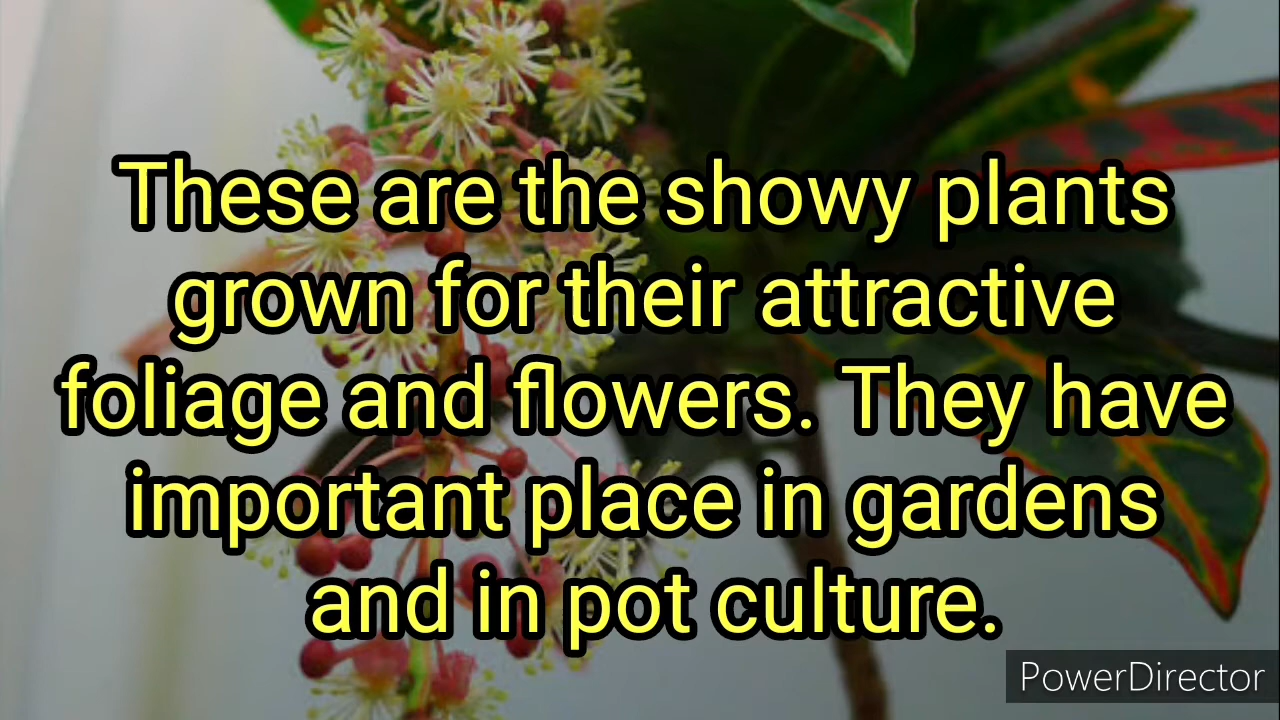 These are the showy plants
grown for their attractive
foliage and flowers. They have
important place in gardens
and in pot culture.
PowerDirector